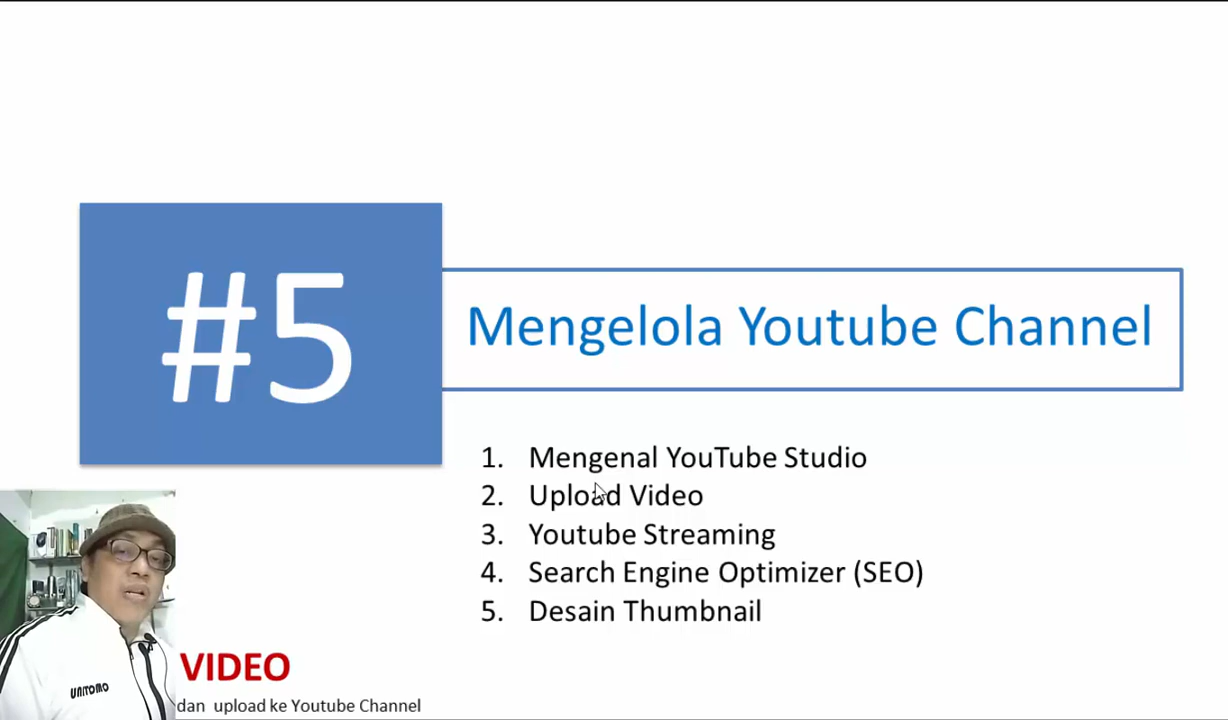 #5
Mengelola Youtube Channel
1. Mengenal YouTube Studio
2. Upload Video
3. Youtube Streaming
4. Search Engine Optimizer (SEO)
5. Desain Thumbnail
UNITOMO
VIDEO
dan upload ke Youtube Channel